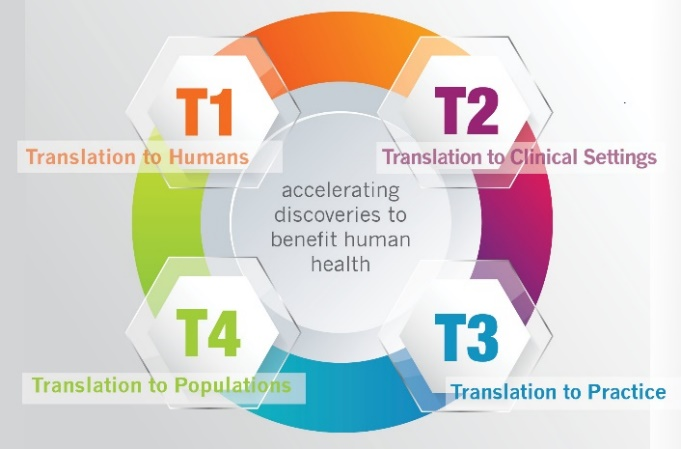 T1
Translation to Humans
T2
Translation to Clinical Settings
accelerating
discoveries to
benefit human
health
T4
Translation to Populations
T3
Translation to Practice